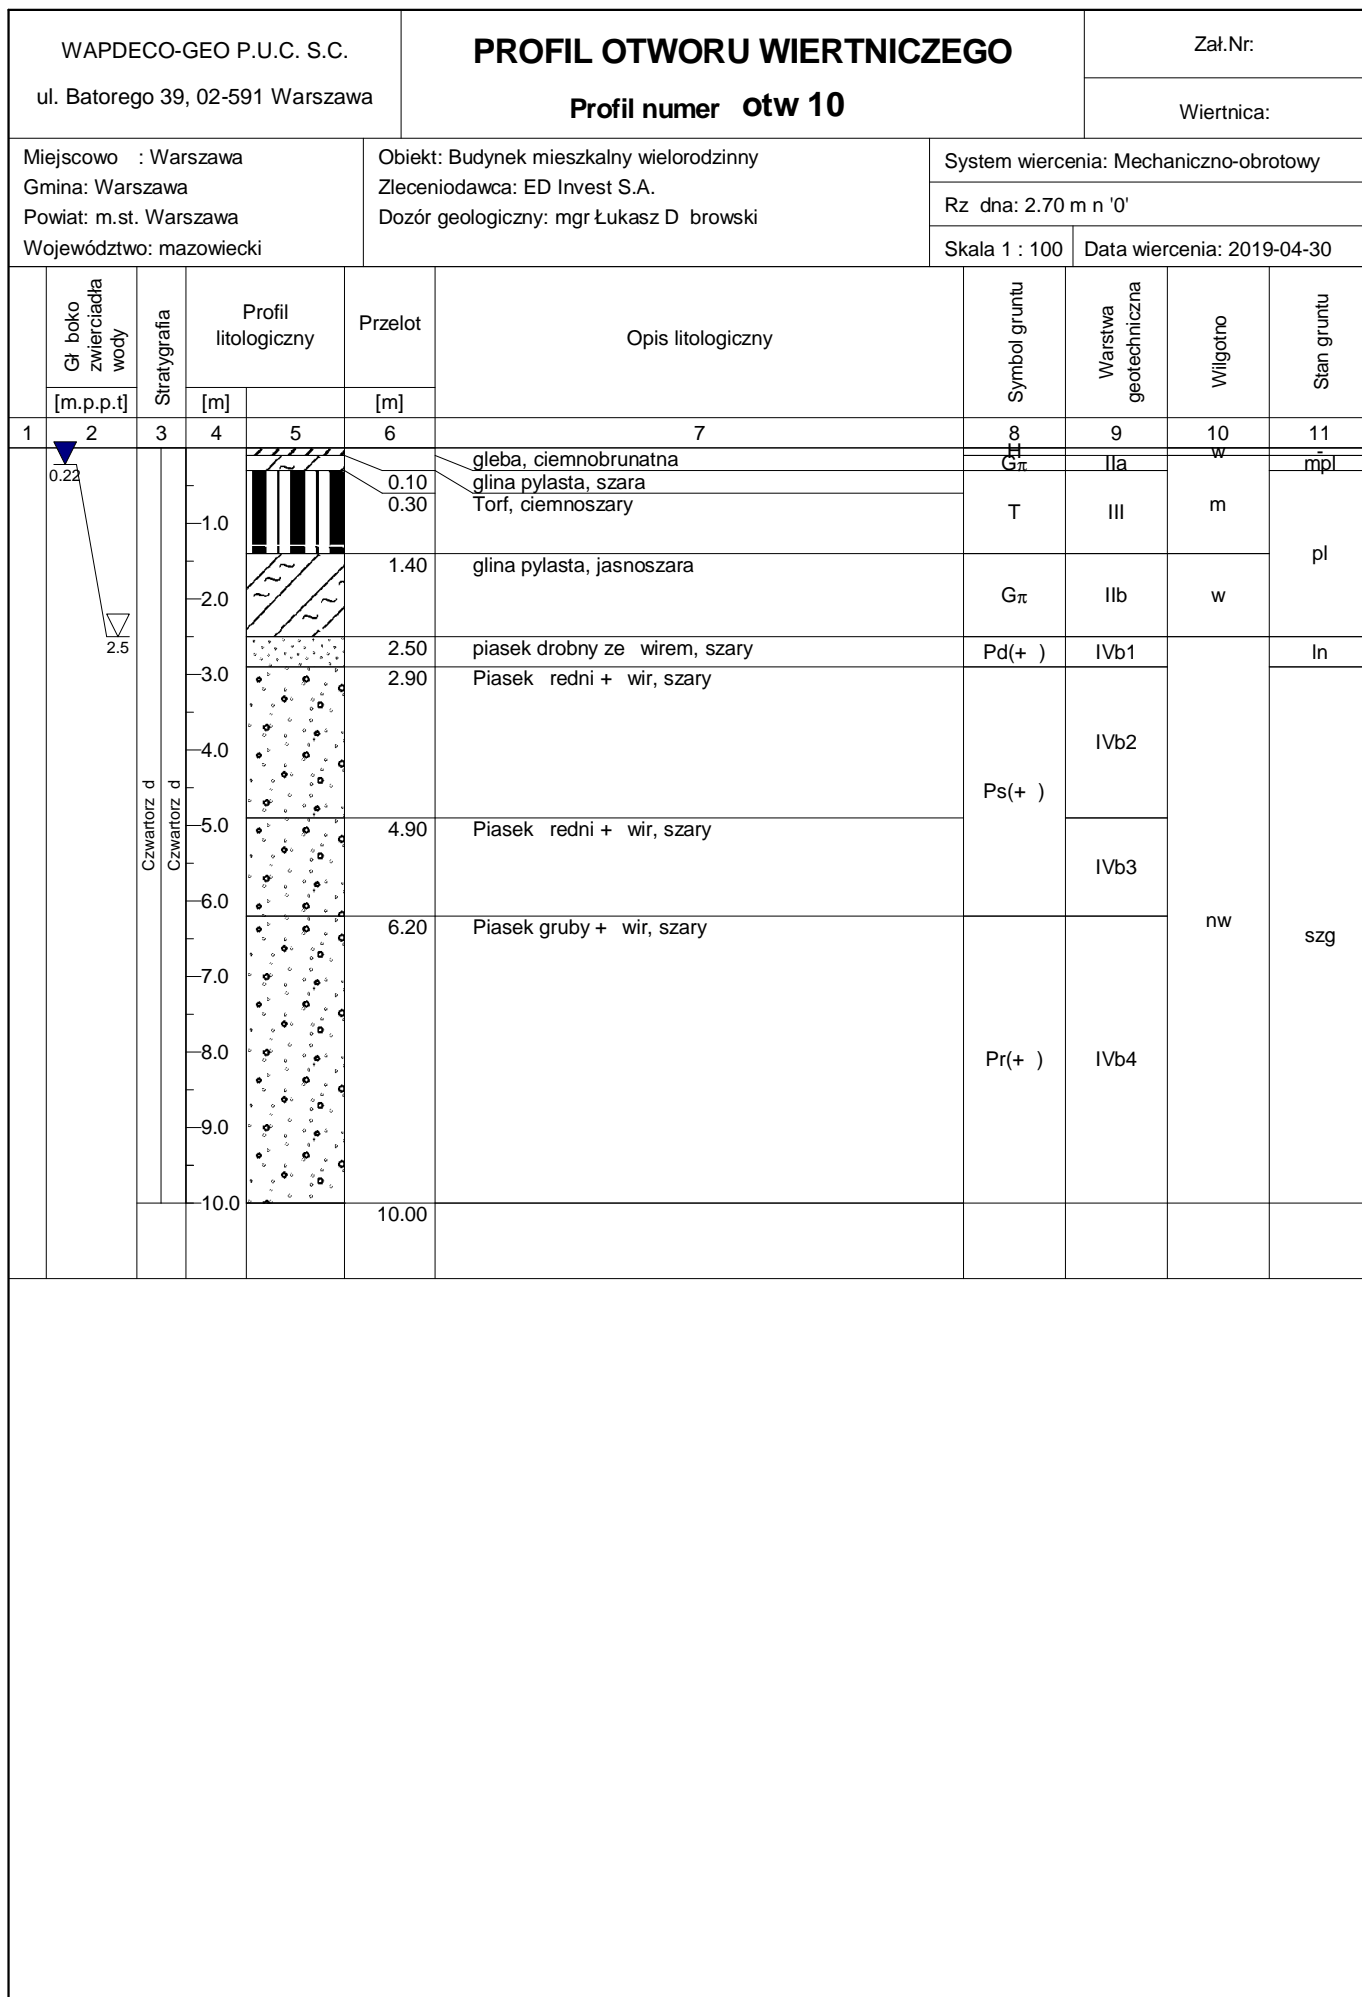 WAPDECO-GEO P.U.C. S.C.
ul. Batorego 39, 02-591 Warszawa
PROFIL OTWORU WIERTNICZEGO
Profil numer otw 10
Zał.Nr:
Wiertnica:
Miejscowo : Warszawa
Gmina: Warszawa
Powiat: m.st. Warszawa
Województwo: mazowiecki
Obiekt: Budynek mieszkalny wielorodzinny
Zleceniodawca: ED Invest S.A.
Dozór geologiczny: mgr Łukasz D browski
System wiercenia: Mechaniczno-obrotowy
Rz dna: 2.70 m n '0'
Skala 1 : 100
Data wiercenia: 2019-04-30
Gł boko
zwierciadła
wody
[m.p.p.t]
Stratygrafia
Profil
litologiczny
[m]
Przelot
[m]
Opis litologiczny
Symbol gruntu
Warstwa
geotechniczna
Wilgotno
Stan gruntu
1 2 3 4 5 6 7 8 9 10 11
0.22
2.5
Czwartorz d
Czwartorz d
1.0
2.0
3.0
4.0
5.0
6.0
7.0
8.0
9.0
10.0
gleba, ciemnobrunatna H w -
0.10 glina pylasta, szara Gπ IIa mpl
0.30 Torf, ciemnoszary T III m
pl
1.40 glina pylasta, jasnoszara Gπ IIb w
2.50 piasek drobny ze wirem, szary Pd(+ ) IVb1 ln
2.90 Piasek redni + wir, szary IVb2
Ps(+ )
4.90 Piasek redni + wir, szary IVb3
6.20 Piasek gruby + wir, szary nw szg
Pr(+ ) IVb4
10.00